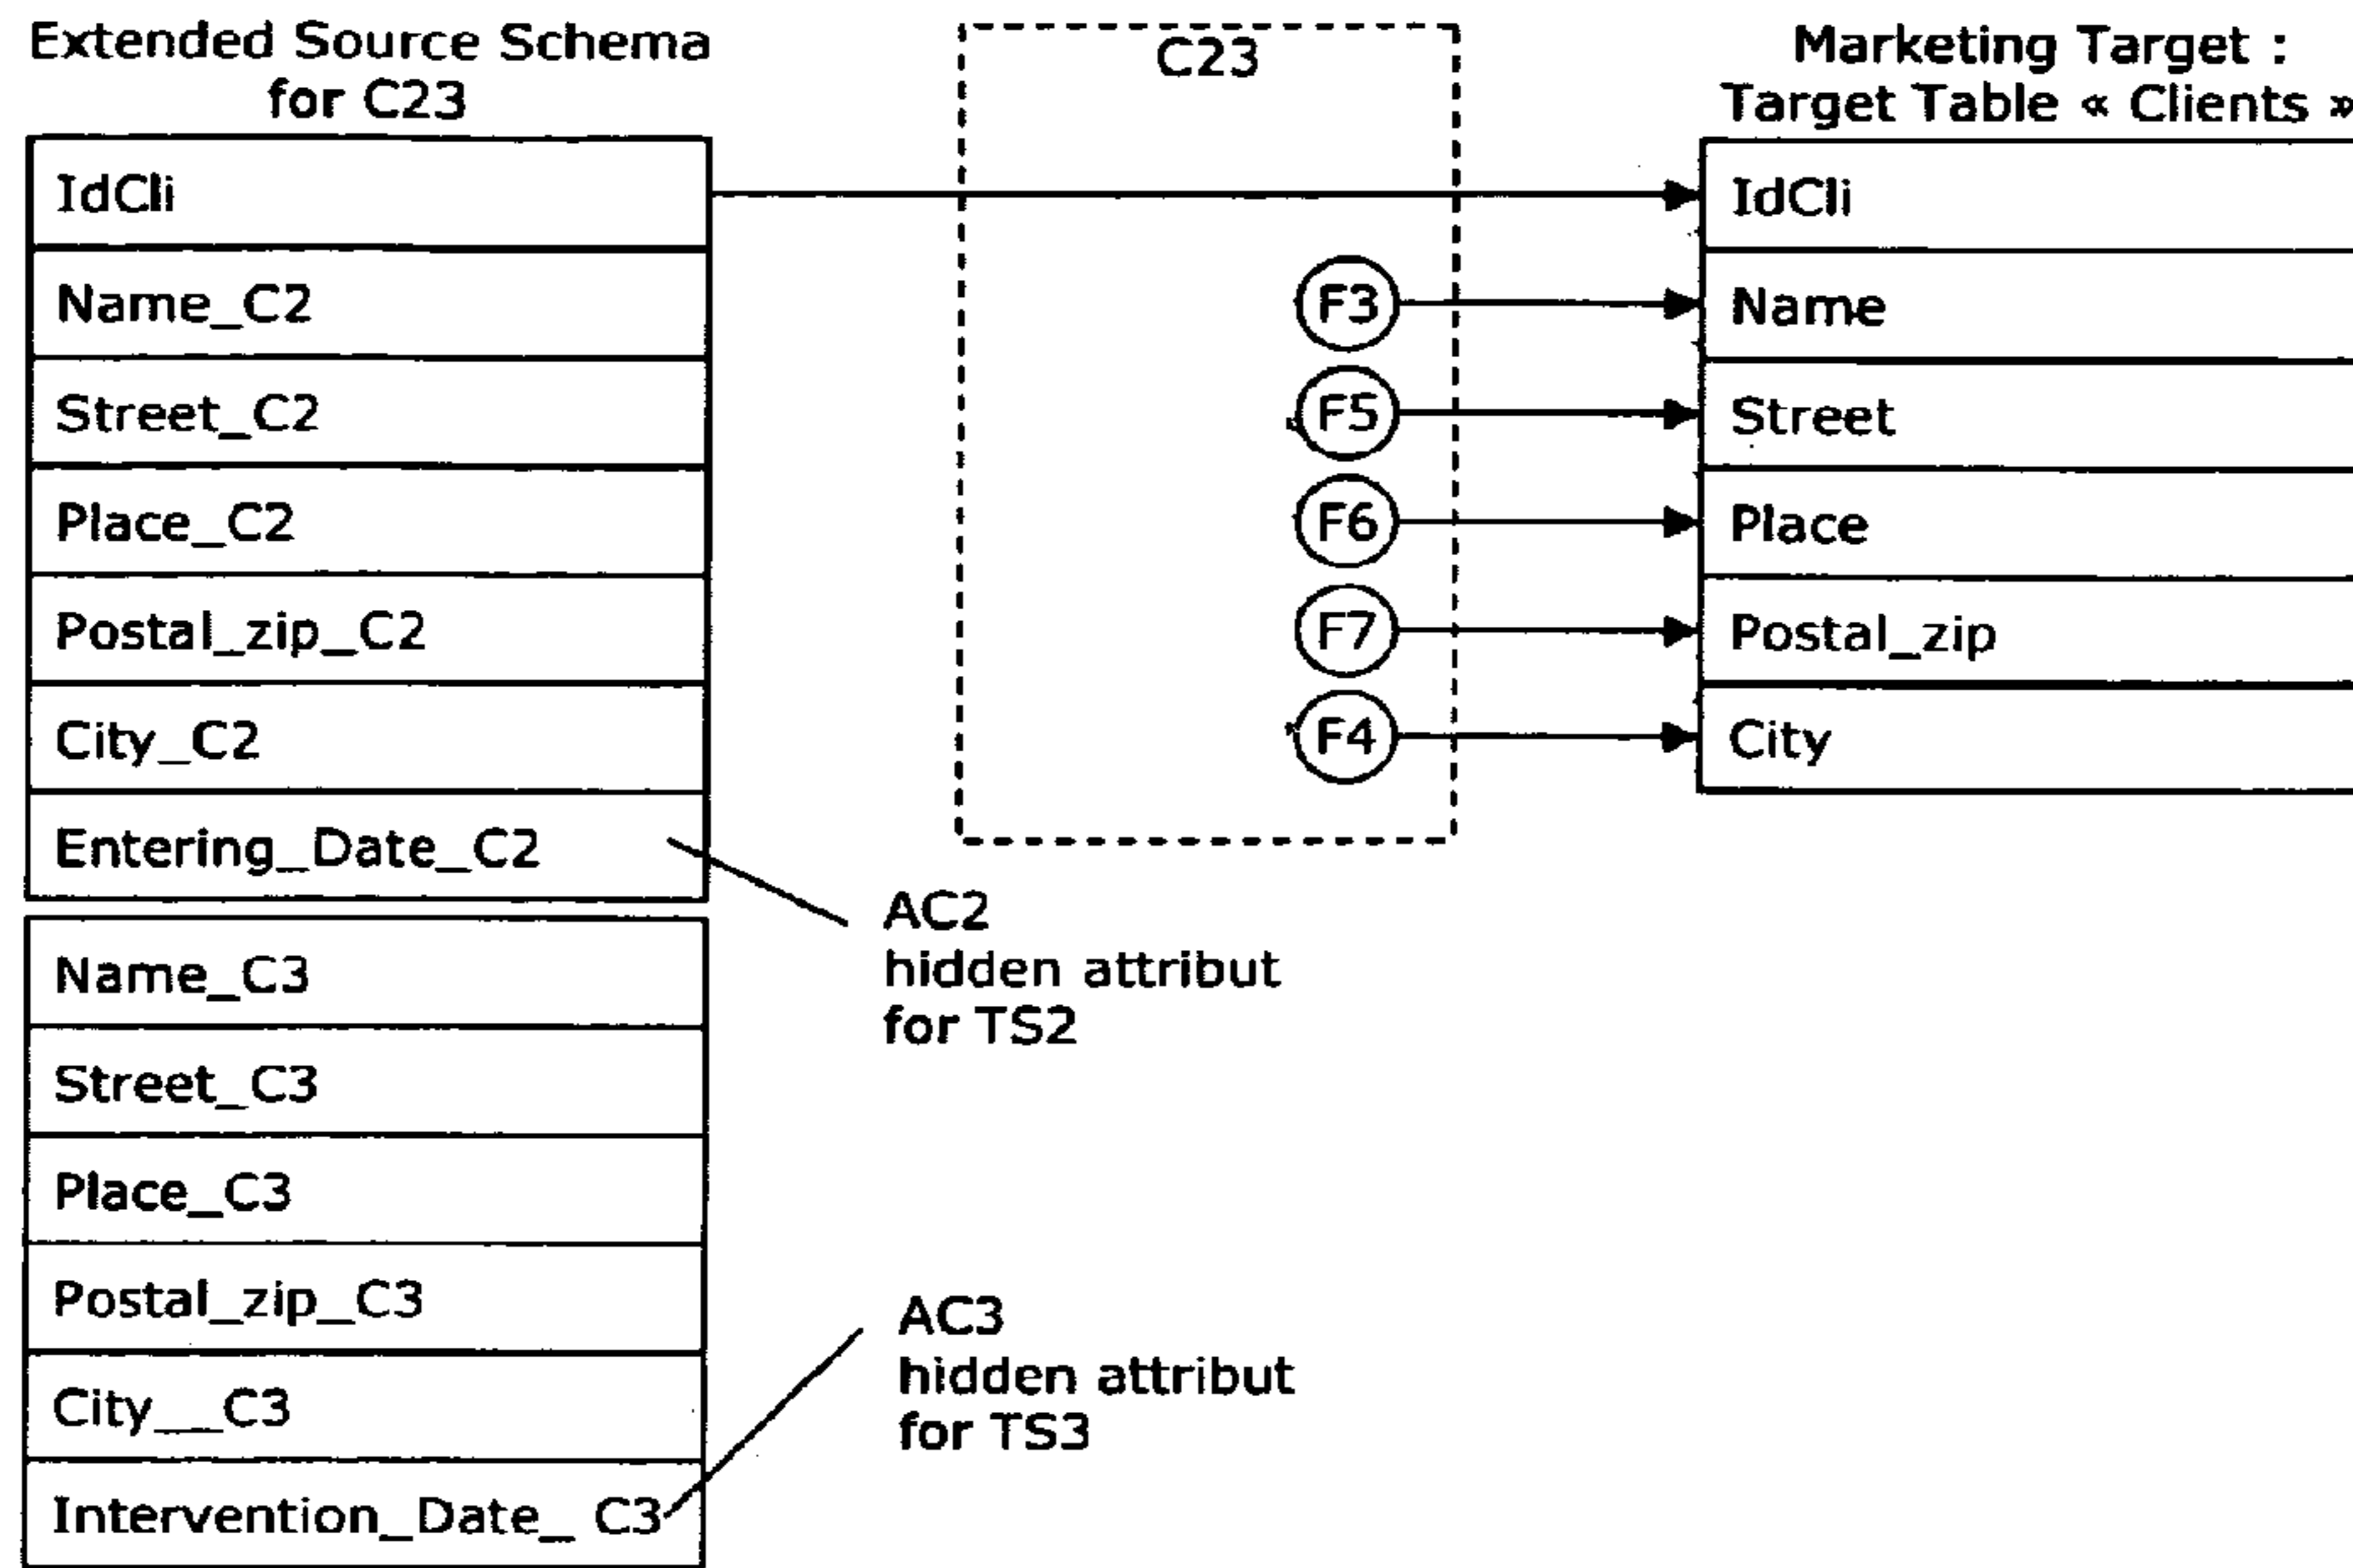 Extended Source Schema
for C23
IdCli
Name_C2
Street_C2
Place_C2
Postal_zip_C2
City_C2
Entering_Date_C2
Name_C3
Street_C3
Place_C3
Postal_zip_C3
City__C3
Intervention_Date_ C3
C23
F3
F5
F6
F7
F4
AC2
hidden attribut
for TS2
AC3
hidden attribut
for TS3
Marketing Target :
Target Table « Clients »
IdCli
Name
Street
Place
Postal_zip
City